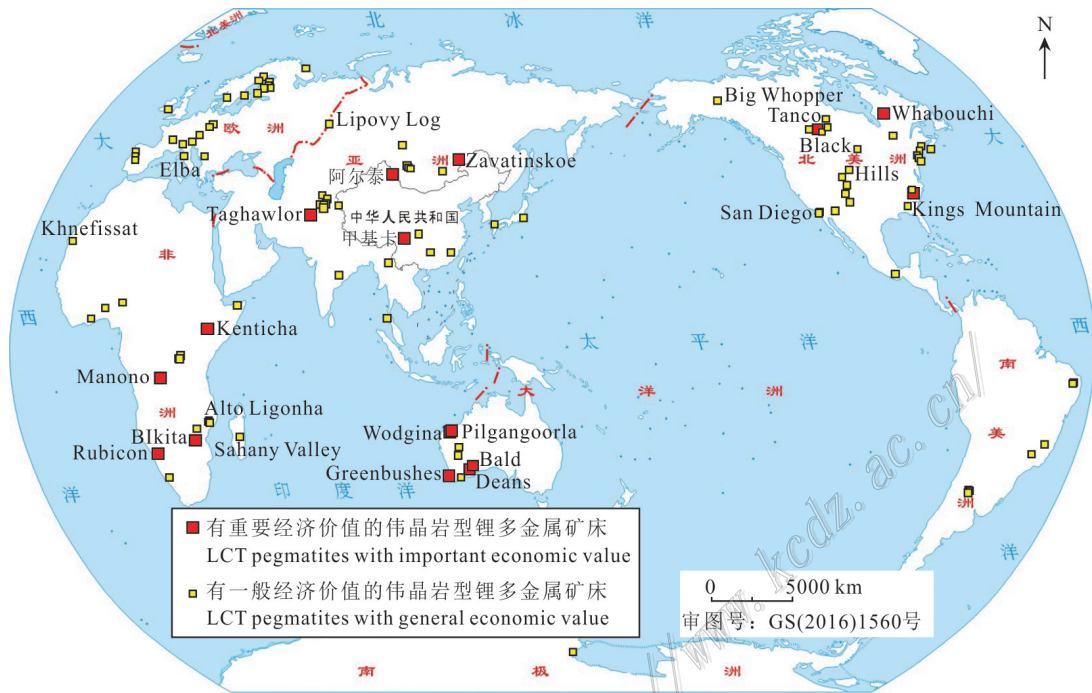 北美洲
北 冰 洋
N
大
欧 洲
Lipovy Log
Big Whopper
Tanco
Whabouchi
大
Elba
亚 洲
Zavatinskoe
阿尔泰
Black
北 美 洲
Hills
Taghawlor
中华人民共和国
San Diego
Kings Mountain
Khnefissat
甲基卡
非
西
Kenticha
太 平 洋
西
Manono
大 洋 洲
南
Alto Ligonha
洲
BIkita
Sahany Valley
Rubicon
Wodgina
Pilgangoorla
美
Bald
Greenbushes
Deans
洋
印 度 洋
洲
洋
有重要经济价值的伟晶岩型锂多金属矿床
LCT pegmatites with important economic value
有一般经济价值的伟晶岩型锂多金属矿床
LCT pegmatites with general economic value
0 5000 km
审图号：GS(2016)1560号
南 极 洲
//www.kcdz.ac.cn/